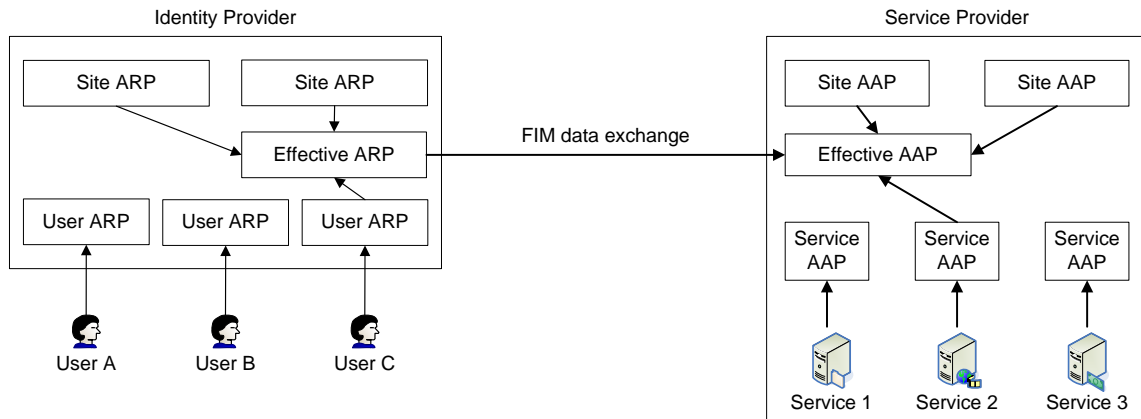 Identity Provider
Service Provider
Site ARP
Site ARP
Site AAP
Site AAP
FIM data exchange
Effective ARP
Effective AAP
User ARP
User ARP
User ARP
Service
AAP
Service
AAP
Service
AAP
User A
User B
User C
Service 1
Service 2
Service 3